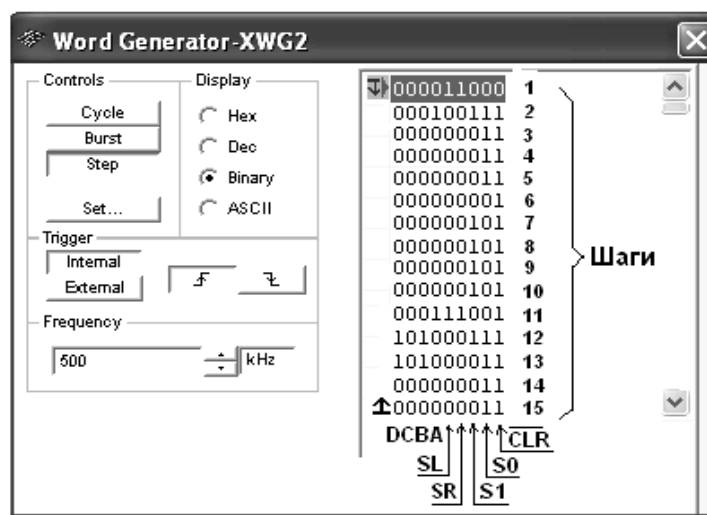 Word Generator-XWG2
Controls
Cycle
Burst
Step
Set...
Display
Hex
Dec
Binary
ASCII
Trigger
Internal
External
Frequency
500 kHz
000011000 1
000100111 2
000000011 3
000000011 4
000000011 5
000000001 6
000000101 7
000000101 8
000000101 9
000000101 10
000111001 11
101000111 12
101000011 13
000000011 14
000000011 15
Шаги
DCBA CLR
SL S0
SR S1